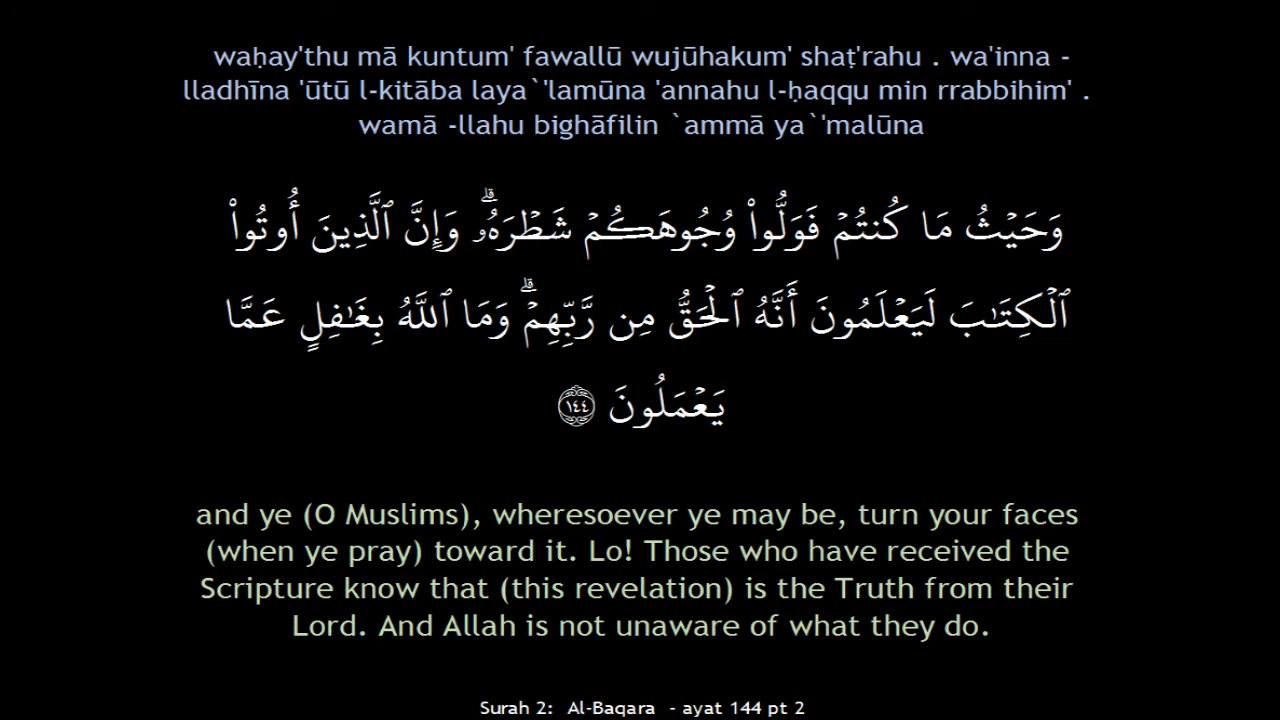 waḥay'thu mā kuntum' fawallū wujūhakum' shaṭ'rahu . wa'inna -
lladhīna 'ūtū l-kitāba laya`'lamūna 'annahu l-ḥaqqu min rrabbihim' .
wamā -llahu bighāfilin `ammā ya`'malūna
وَحَيْثُ مَا كُنتُمْ فَوَلُّوا۟ وُجُوهَكُمْ شَطْرَهُۥ ۗ وَإِنَّ ٱلَّذِينَ أُوتُوا۟
ٱلْكِتَـٰبَ لَيَعْلَمُونَ أَنَّهُ ٱلْحَقُّ مِن رَّبِّهِمْ ۗ وَمَا ٱللَّهُ بِغَـٰفِلٍ عَمَّا
يَعْمَلُونَ ١٤٤
and ye (O Muslims), wheresoever ye may be, turn your faces
(when ye pray) toward it. Lo! Those who have received the
Scripture know that (this revelation) is the Truth from their
Lord. And Allah is not unaware of what they do.
Surah 2: Al-Baqara - ayat 144 pt 2